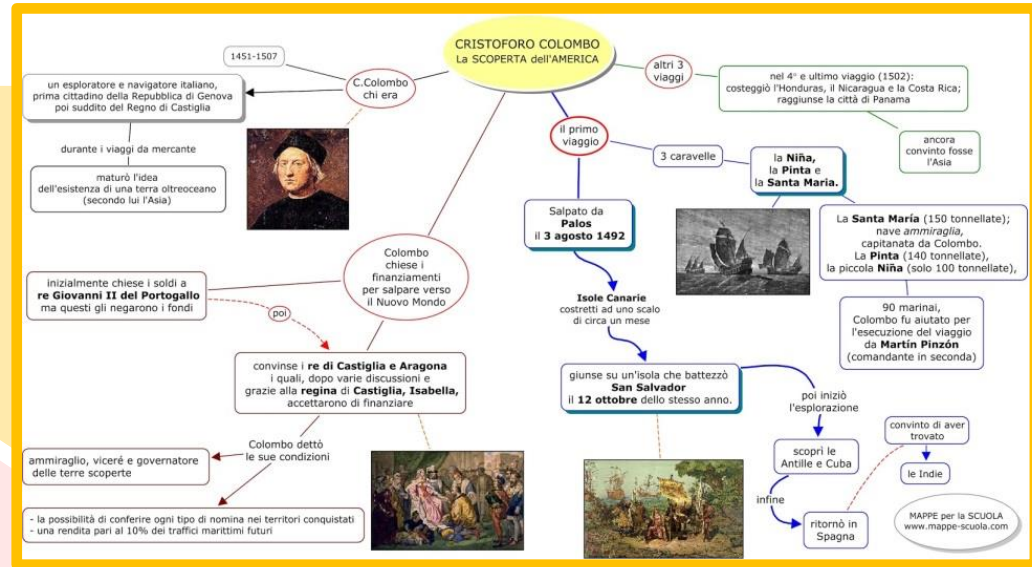 CRISTOFORO COLOMBO
La SCOPERTA dell'AMERICA
1451-1507
C.Colombo
chi era
un esploratore e navigatore italiano,
prima cittadino della Repubblica di Genova
poi suddito del Regno di Castiglia
durante i viaggi da mercante
maturò l'idea
dell'esistenza di una terra oltreoceano
(secondo lui l'Asia)
Colombo
chiese i
finanziamenti
per salpare verso
il Nuovo Mondo
inizialmente chiese i soldi a
re Giovanni II del Portogallo
ma questi gli negarono i fondi
poi
convinse i re di Castiglia e Aragona
i quali, dopo varie discussioni e
grazie alla regina di Castiglia, Isabella,
accettarono di finanziare
Colombo dettò
le sue condizioni
ammiraglio, viceré e governatore
delle terre scoperte
- la possibilità di conferire ogni tipo di nomina nei territori conquistati
- una rendita pari al 10% dei traffici marittimi futuri
il primo
viaggio
3 caravelle
la Niña,
la Pinta e
la Santa Maria.
La Santa María (150 tonnellate);
nave ammiraglia,
capitanata da Colombo.
La Pinta (140 tonnellate),
la piccola Niña (solo 100 tonnellate),
90 marinai,
Colombo fu aiutato per
l'esecuzione del viaggio
da Martín Pinzón
(comandante in seconda)
Salpato da
Palos
il 3 agosto 1492
Isole Canarie
costretti ad uno scalo
di circa un mese
giunse su un'isola che battezzò
San Salvador
il 12 ottobre dello stesso anno.
poi iniziò
l'esplorazione
scoprì le
Antille e Cuba
infine
ritornò in
Spagna
convinto di aver
trovato
le Indie
altri 3
viaggi
nel 4° e ultimo viaggio (1502):
costeggiò l'Honduras, il Nicaragua e la Costa Rica;
raggiunse la città di Panama
ancora
convinto fosse
l'Asia
MAPPE per la SCUOLA
www.mappe-scuola.com